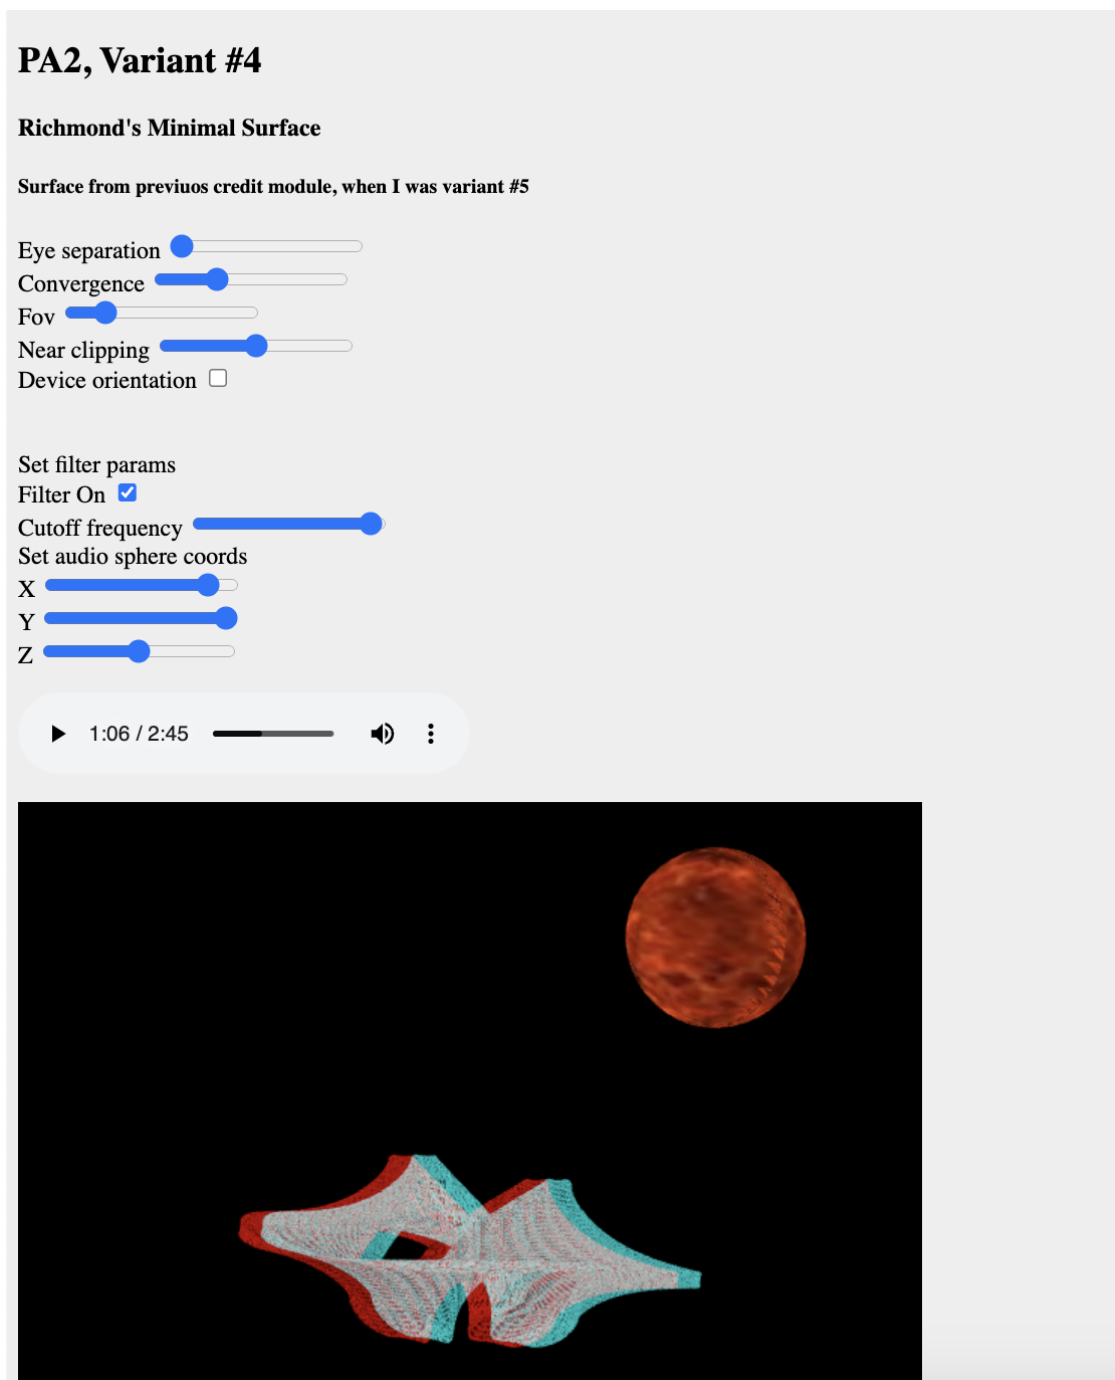 PA2, Variant #4
Richmond's Minimal Surface
Surface from previuos credit module, when I was variant #5
Eye separation
Convergence
Fov
Near clipping
Device orientation
Set filter params
Filter On
Cutoff frequency
Set audio sphere coords
X
Y
Z
1:06 / 2:45